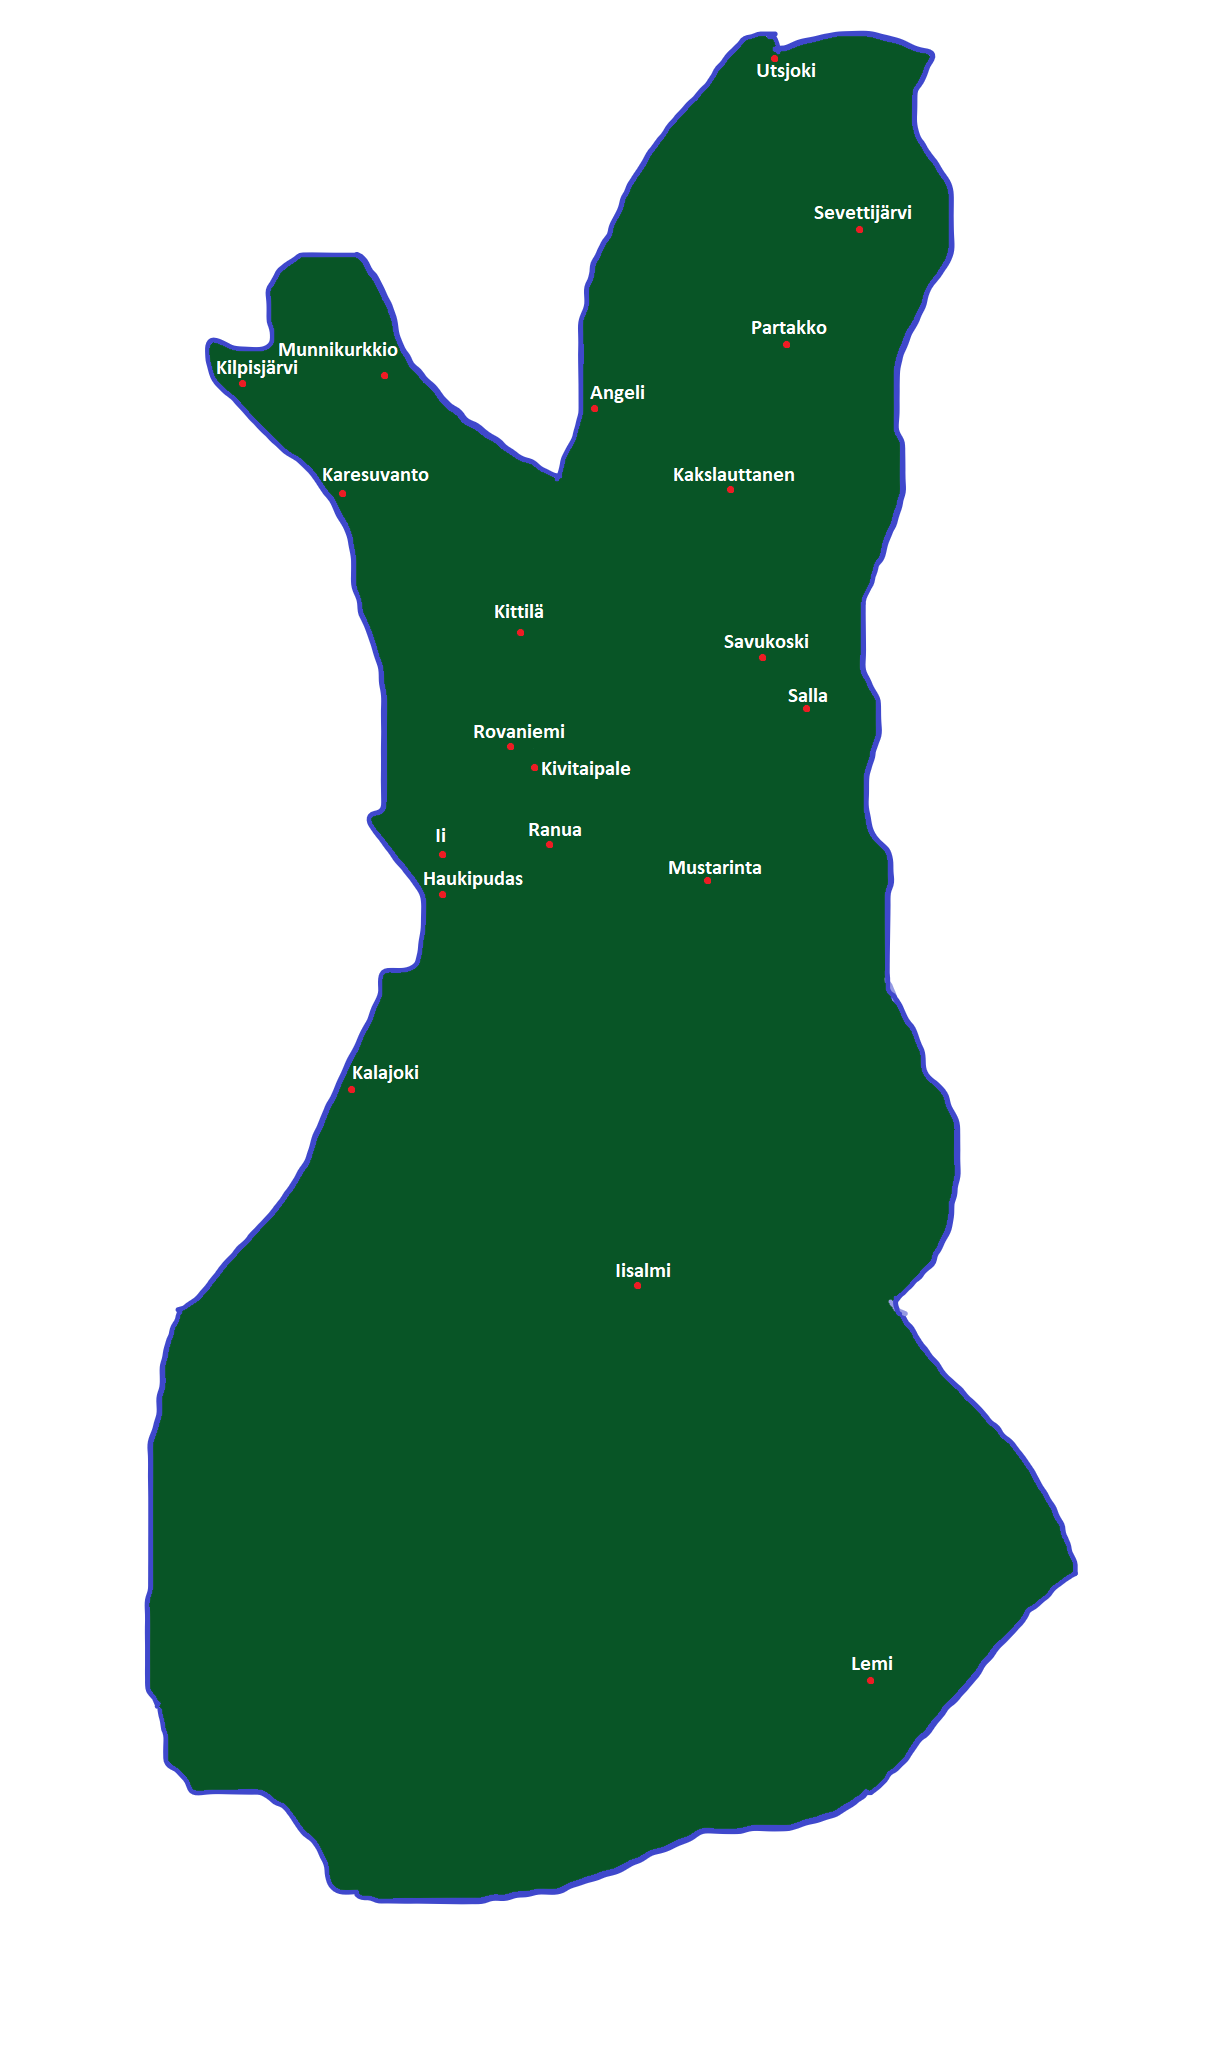 Utsjoki
Sevettijärvi
Partakko
Munnikurkkio
Kilpisjärvi
Angeli
Karesuvanto
Kakslauttanen
Kittilä
Savukoski
Salla
Rovaniemi
Kivitaipale
Ranua
Ii
Mustarinta
Haukipudas
Kalajoki
Iisalmi
Lemi